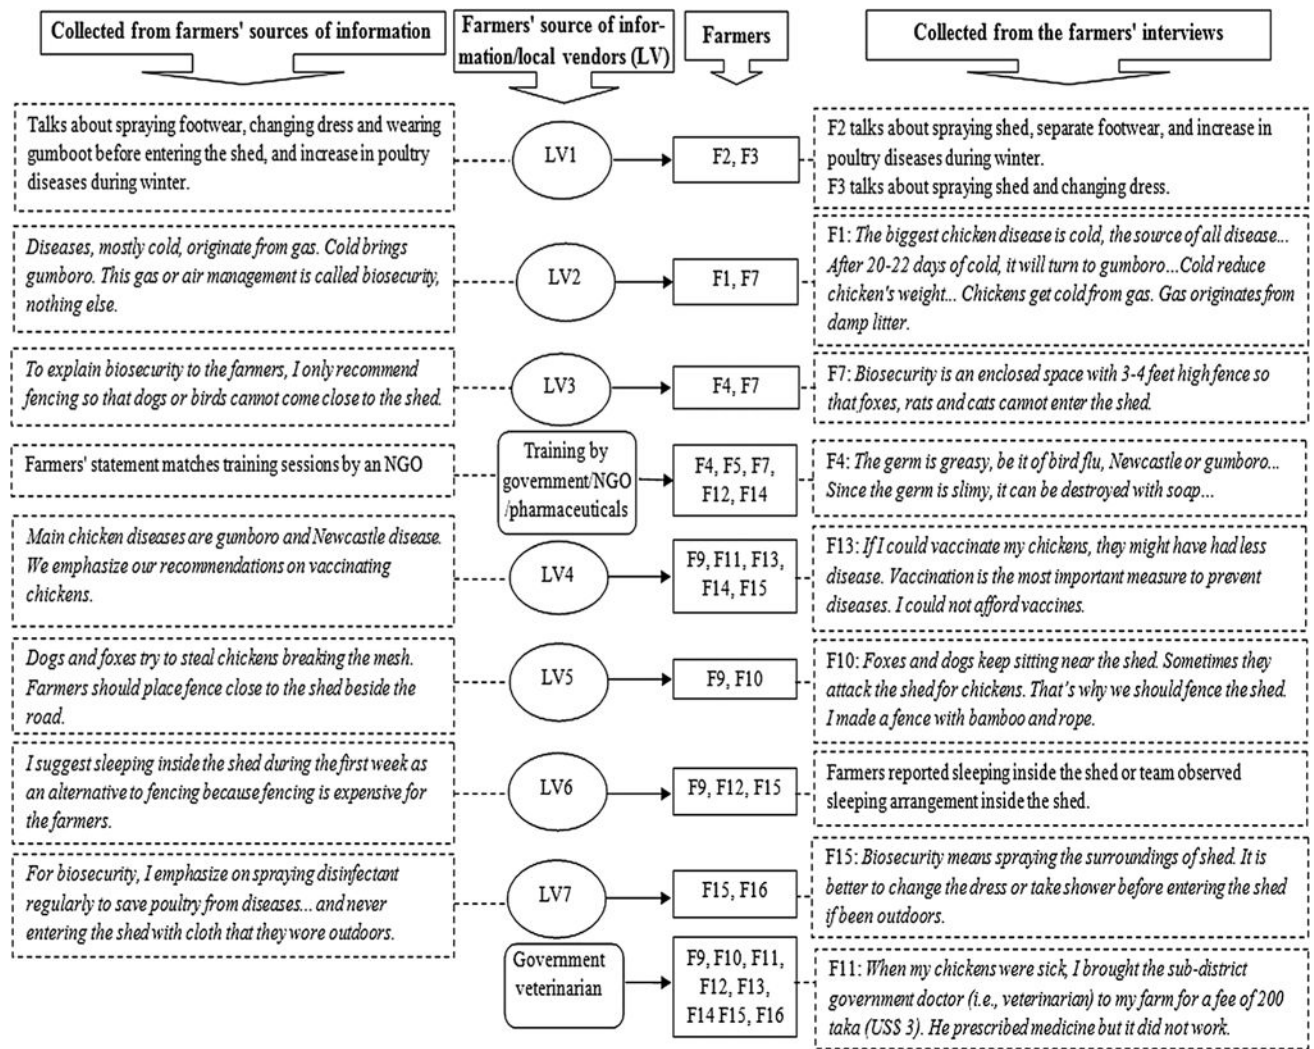 Collected from farmers' sources of information
Farmers' source of infor-
mation/local vendors (LV)
Farmers
Collected from the farmers' interviews
Talks about spraying footwear, changing dress and wearing
gumboot before entering the shed, and increase in poultry
diseases during winter.
LV1
F2, F3
F2 talks about spraying shed, separate footwear, and increase in
poultry diseases during winter.
F3 talks about spraying shed and changing dress.
Diseases, mostly cold, originate from gas. Cold brings
gumboro. This gas or air management is called biosecurity,
nothing else.
LV2
F1, F7
F1: The biggest chicken disease is cold, the source of all disease...
After 20-22 days of cold, it will turn to gumboro...Cold reduce
chicken's weight... Chickens get cold from gas. Gas originates from
damp litter.
To explain biosecurity to the farmers, I only recommend
fencing so that dogs or birds cannot come close to the shed.
LV3
F4, F7
F7: Biosecurity is an enclosed space with 3-4 feet high fence so
that foxes, rats and cats cannot enter the shed.
Farmers' statement matches training sessions by an NGO
Training by
government/NGO
/pharmaceuticals
F4, F5, F7,
F12, F14
F4: The germ is greasy, be it of bird flu, Newcastle or gumboro...
Since the germ is slimy, it can be destroyed with soap...
Main chicken diseases are gumboro and Newcastle disease.
We emphasize our recommendations on vaccinating
chickens.
LV4
F9, F11, F13,
F14, F15
F13: If I could vaccinate my chickens, they might have had less
disease. Vaccination is the most important measure to prevent
diseases. I could not afford vaccines.
Dogs and foxes try to steal chickens breaking the mesh.
Farmers should place fence close to the shed beside the
road.
LV5
F9, F10
F10: Foxes and dogs keep sitting near the shed. Sometimes they
attack the shed for chickens. That's why we should fence the shed.
I made a fence with bamboo and rope.
I suggest sleeping inside the shed during the first week as
an alternative to fencing because fencing is expensive for
the farmers.
LV6
F9, F12, F15
Farmers reported sleeping inside the shed or team observed
sleeping arrangement inside the shed.
For biosecurity, I emphasize on spraying disinfectant
regularly to save poultry from diseases... and never
entering the shed with cloth that they wore outdoors.
LV7
F15, F16
F15: Biosecurity means spraying the surroundings of shed. It is
better to change the dress or take shower before entering the shed
if been outdoors.
Government
veterinarian
F9, F10, F11,
F12, F13,
F14 F15, F16
F11: When my chickens were sick, I brought the sub-district
government doctor (i.e., veterinarian) to my farm for a fee of 200
taka (US$ 3). He prescribed medicine but it did not work.